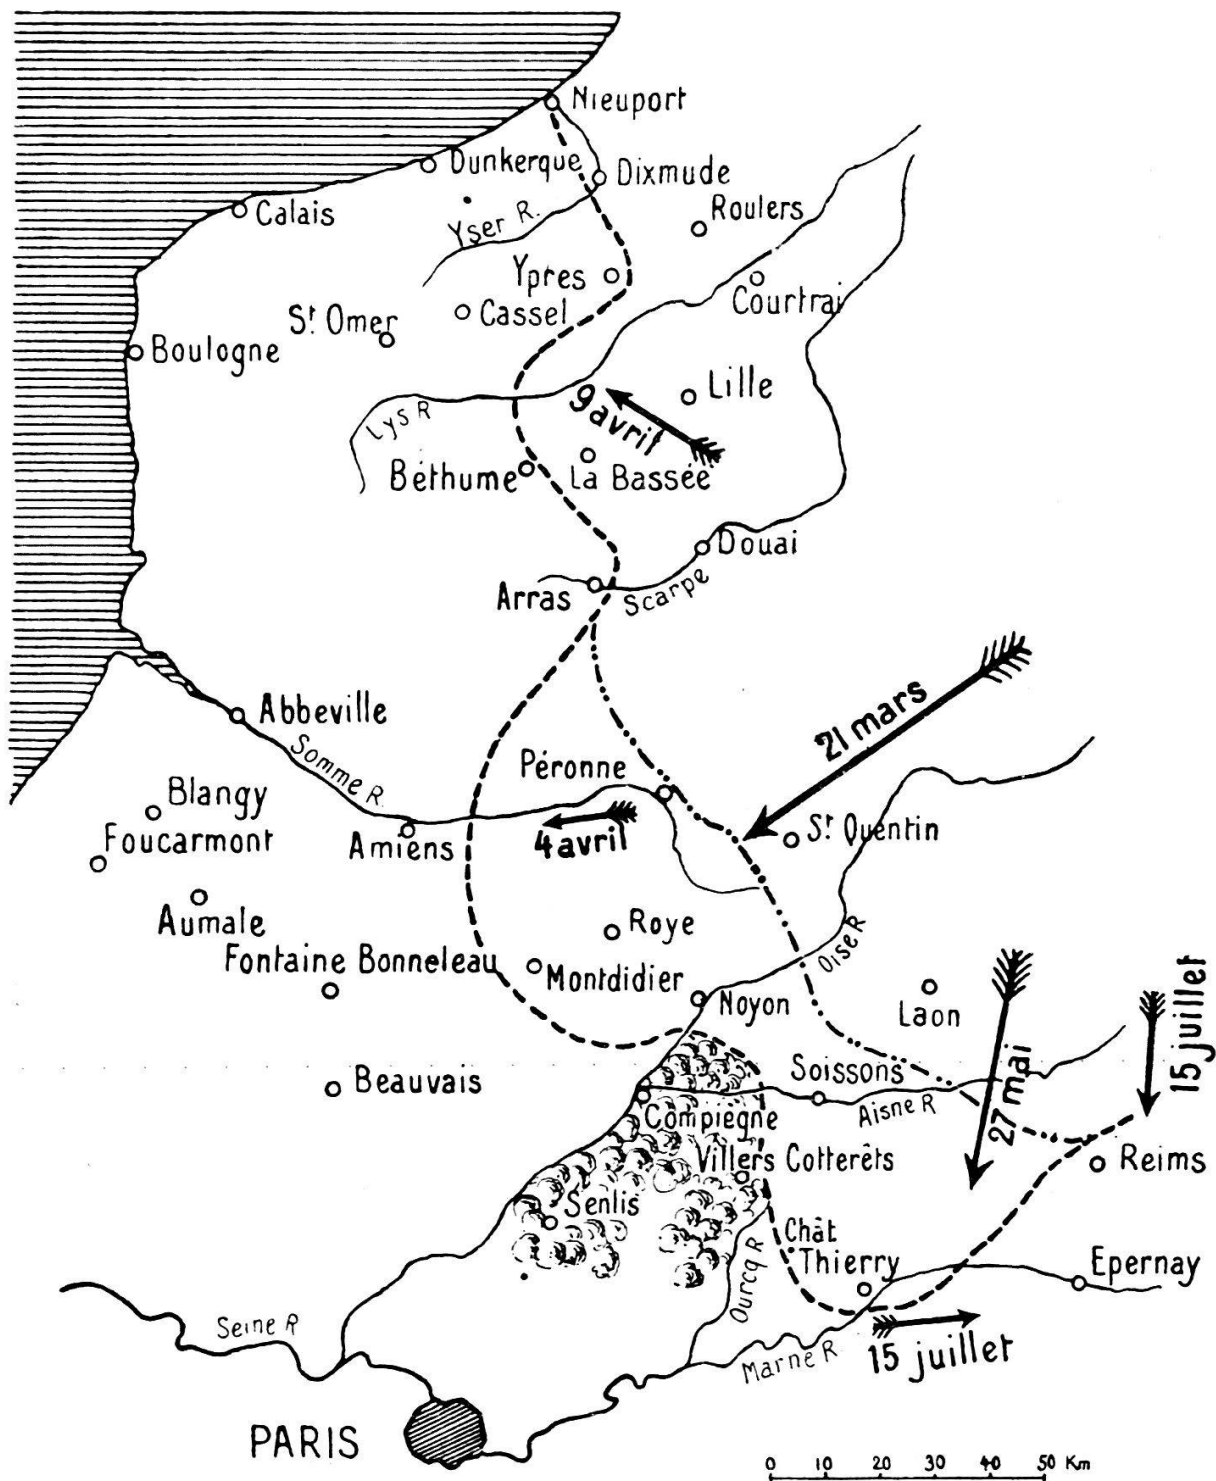 Nieuport
Dunkerque
Dixmude
Calais
Roulers
Yser R.
Ypres
Courtrai
St Omer
Cassel
Boulogne
Lille
9 avril
Lys R
Béthume
La Bassée
Douai
Arras
Scarpe
21 mars
Abbeville
Somme R.
Péronne
Blangy
Foucarmont
Amiens
4 avril
St Quentin
Aumale
Roye
Oise R
Fontaine Bonneleau
Montdidier
Noyon
Laon
15 juillet
27 mai
Beauvais
Soissons
Compiègne
Aisne R
Villers Cotterêts
Reims
Senlis
Chât
Thierry
Epernay
Ourcq R
Seine R
15 juillet
Marne R
PARIS
0 10 20 30 40 50 Km